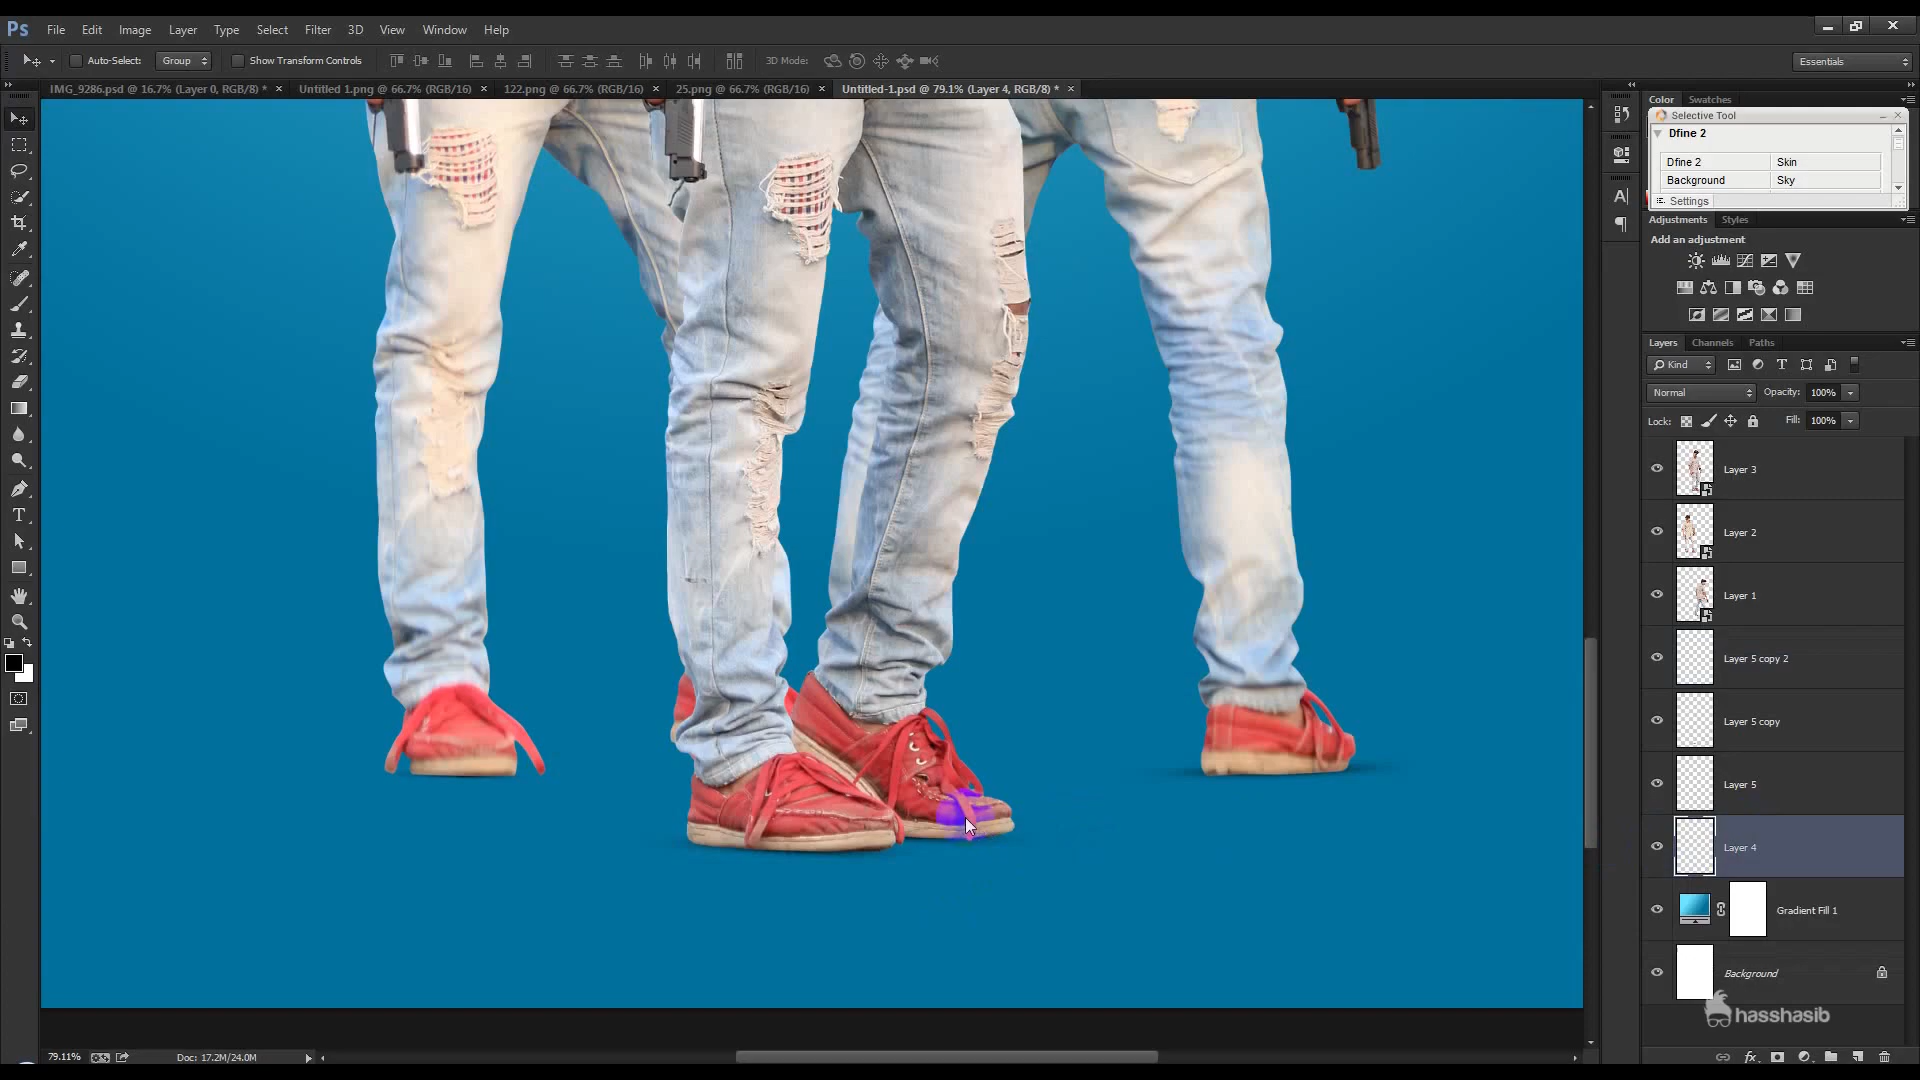 Ps File Edit Image Layer Type Select Filter 3D View Window Help
Auto-Select: Group Show Transform Controls 3D Mode: Essentials
IMG_9286.psd @ 16.7% (Layer 0, RGB/8) * × Untitled 1.png @ 66.7% (RGB/16) × 122.png @ 66.7% (RGB/16) × 25.png @ 66.7% (RGB/16) × Untitled-1.psd @ 79.1% (Layer 4, RGB/8) * ×
Color Swatches
Selective Tool
Dfine 2
Dfine 2 Skin
Background Sky
Settings
Adjustments Styles
Add an adjustment
Layers Channels Paths
Kind
Normal Opacity: 100%
Lock: Fill: 100%
Layer 3
Layer 2
Layer 1
Layer 5 copy 2
Layer 5 copy
Layer 5
Layer 4
Gradient Fill 1
Background
hasshasib
79.11% Doc: 17.2M/24.0M
fx